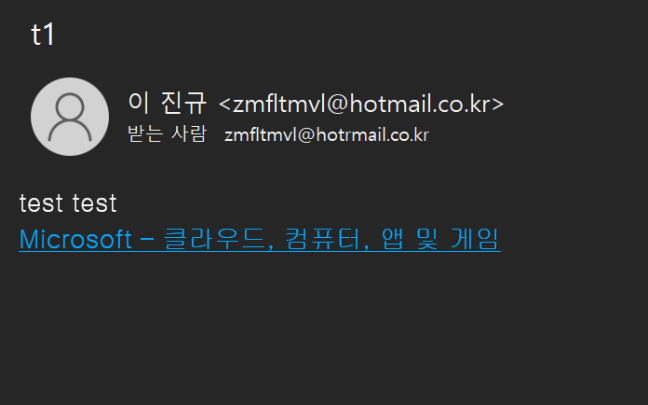 t1
이 진규 <zmfltmvl@hotmail.co.kr>
받는 사람 zmfltmvl@hotrmail.co.kr
test test
Microsoft – 클라우드, 컴퓨터, 앱 및 게임